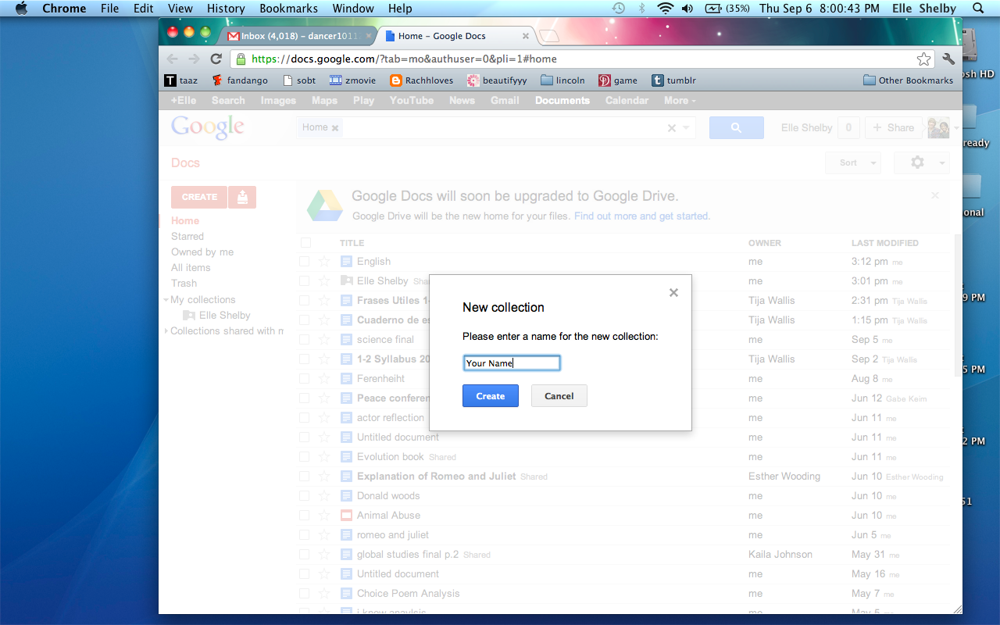 Chrome File Edit View History Bookmarks Window Help (35%) Thu Sep 6 8:00:43 PM Elle Shelby
Inbox (4,018) – dancer1011 Home – Google Docs
https://docs.google.com/?tab=mo&authuser=0&pli=1#home
taaz fandango sobt zmovie Rachhloves beautifyyy lincoln game tumblr Other Bookmarks
+Elle Search Images Maps Play YouTube News Gmail Documents Calendar More
Google Home Elle Shelby 0 + Share
Docs Sort
CREATE
Home
Starred
Owned by me
All items
Trash
My collections
Elle Shelby
Collections shared with m
Google Docs will soon be upgraded to Google Drive.
Google Drive will be the new home for your files. Find out more and get started.
TITLE OWNER LAST MODIFIED
English me 3:12 pm me
Elle Shelby Sha me 3:01 pm me
Frases Utiles 1- Tija Wallis 2:31 pm Tija Wallis
Cuaderno de es Tija Wallis 1:15 pm Tija Wallis
science final me Sep 5 me
1-2 Syllabus 20 Tija Wallis Sep 2 Tija Wallis
Ferenheiht me Aug 8 me
Peace conferen me Jun 12 Gabe Kaim
actor reflection me Jun 11 me
Untitled document me Jun 11 me
Evolution book Shared me Jun 11 me
Explanation of Romeo and Juliet Shared Esther Wooding Jun 10 Esther Wooding
Donald woods me Jun 10 me
Animal Abuse me Jun 10 me
romeo and juliet me Jun 5 me
global studies final p.2 Shared Kaila Johnson May 31 me
Untitled document me May 16 me
Choice Poem Analysis me May 7 me
i know anaylsis me May 5 me
New collection
Please enter a name for the new collection:
Your Name
Create Cancel
osh HD
ready
onal
9 PM
5 PM
2 PM
51